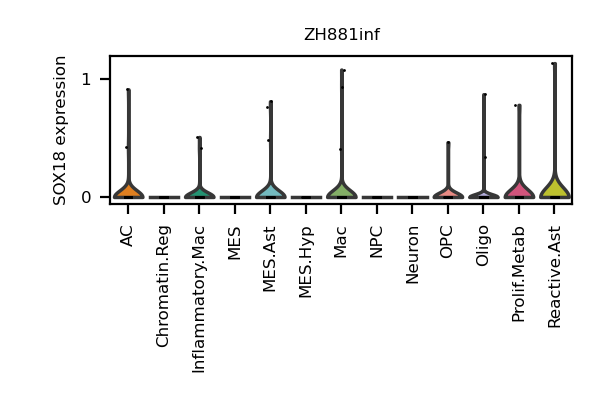 ZH881inf
SOX18 expression
1
0
AC
Chromatin.Reg
Inflammatory.Mac
MES
MES.Ast
MES.Hyp
Mac
NPC
Neuron
OPC
Oligo
Prolif.Metab
Reactive.Ast